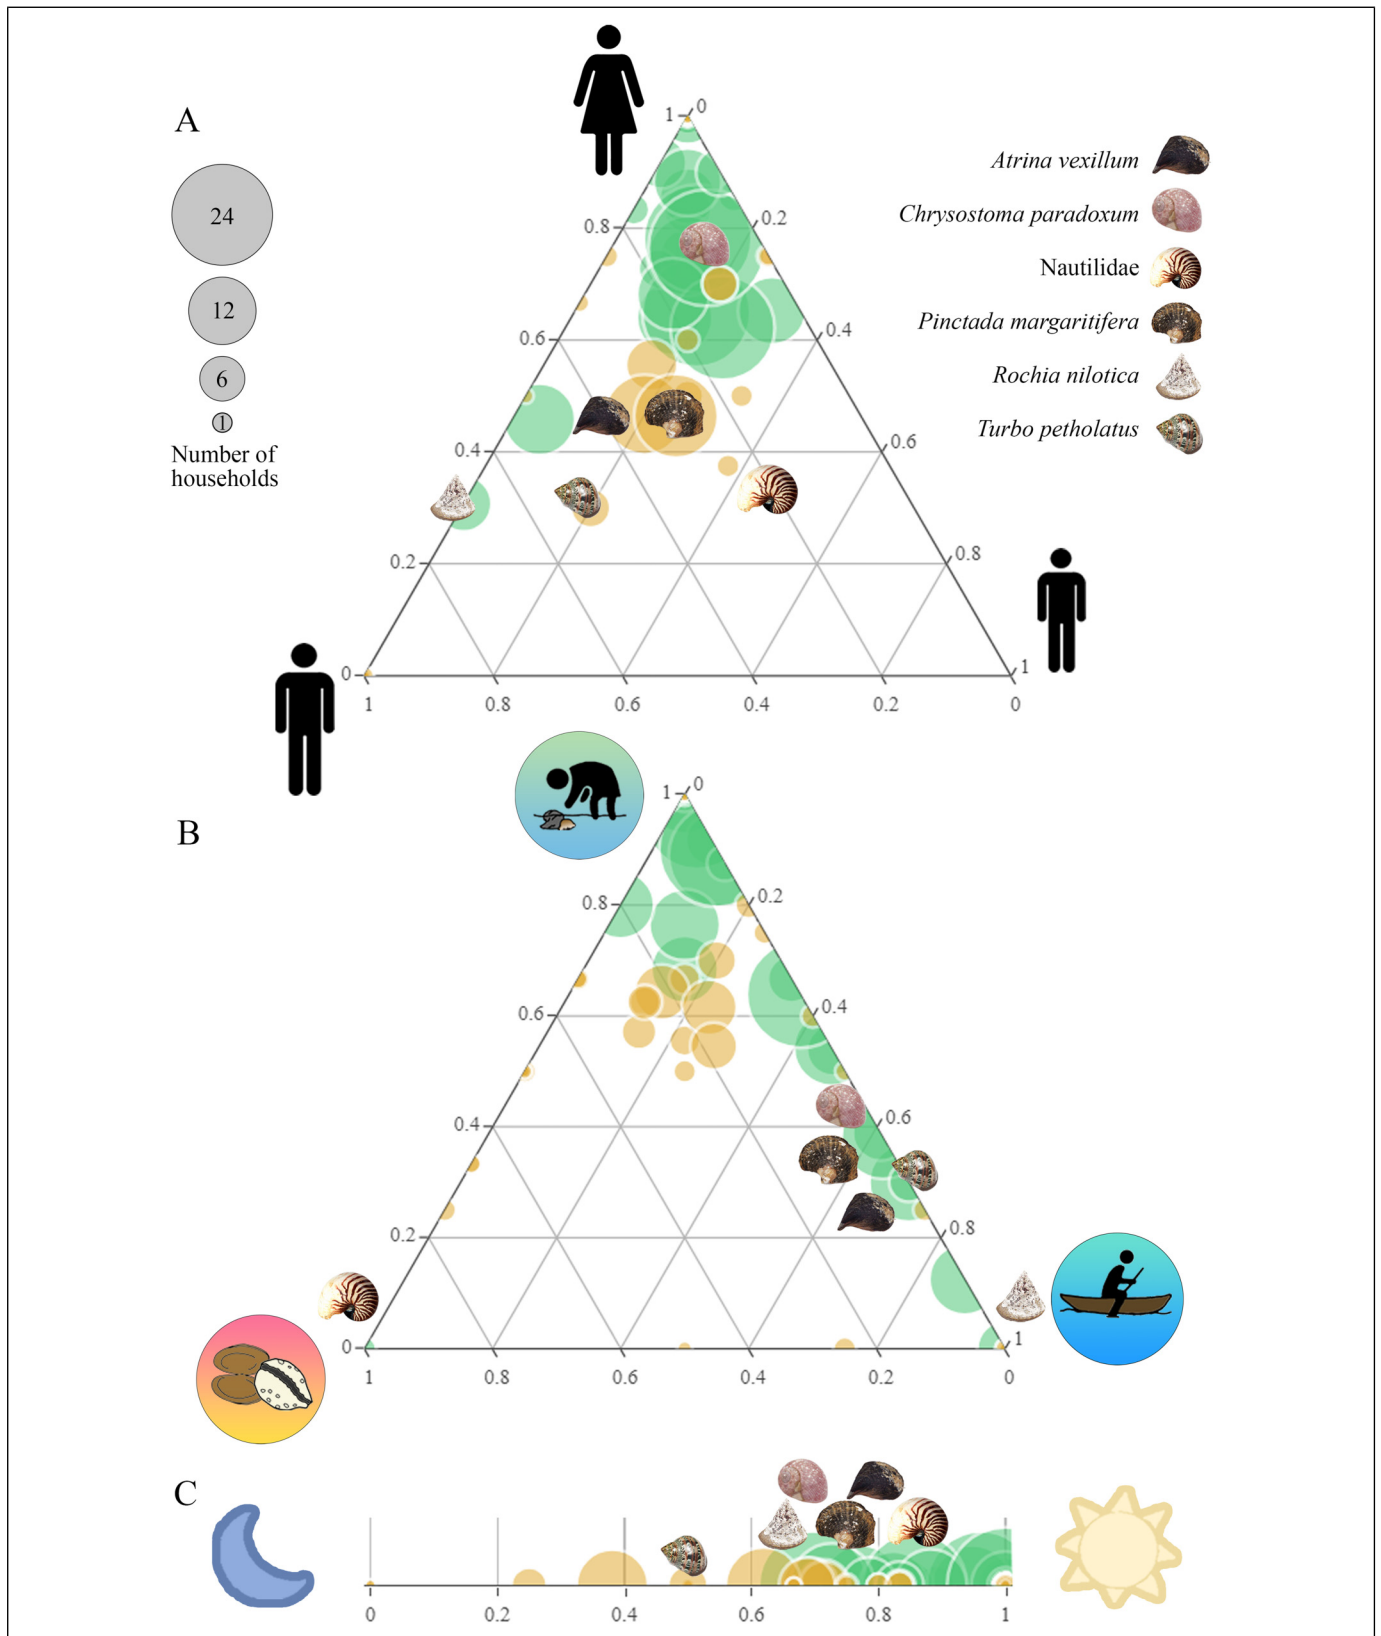 A
24
12
6
1
Number of
households
Atrina vexillum
Chrysostoma paradoxum
Nautilidae
Pinctada margaritifera
Rochia nilotica
Turbo petholatus
1 0
0.8 0.2
0.6 0.4
0.4 0.6
0.2 0.8
0 1
1 0.8 0.6 0.4 0.2 0
B
1 0
0.8 0.2
0.6 0.4
0.4 0.6
0.2 0.8
0 1
1 0.8 0.6 0.4 0.2 0
C
0 0.2 0.4 0.6 0.8 1